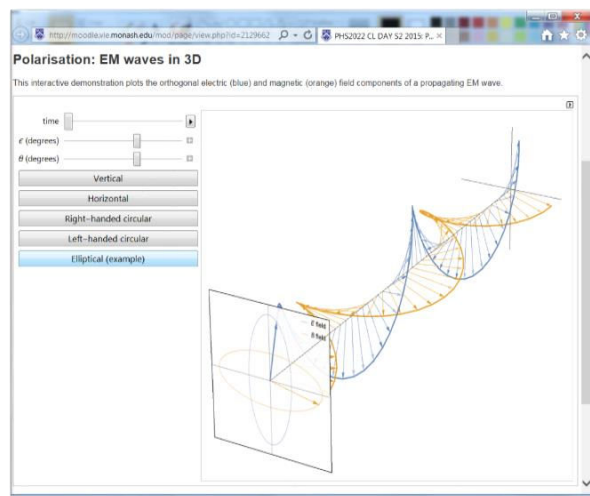 http://moodle.vle.monash.edu/mod/page/view.php?id=2129662
PHS2022 CL DAY S2 2015: P...
Polarisation: EM waves in 3D
This interactive demonstration plots the orthogonal electric (blue) and magnetic (orange) field components of a propagating EM wave.
time
ε (degrees)
θ (degrees)
Vertical
Horizontal
Right-handed circular
Left-handed circular
Elliptical (example)
E field
B field